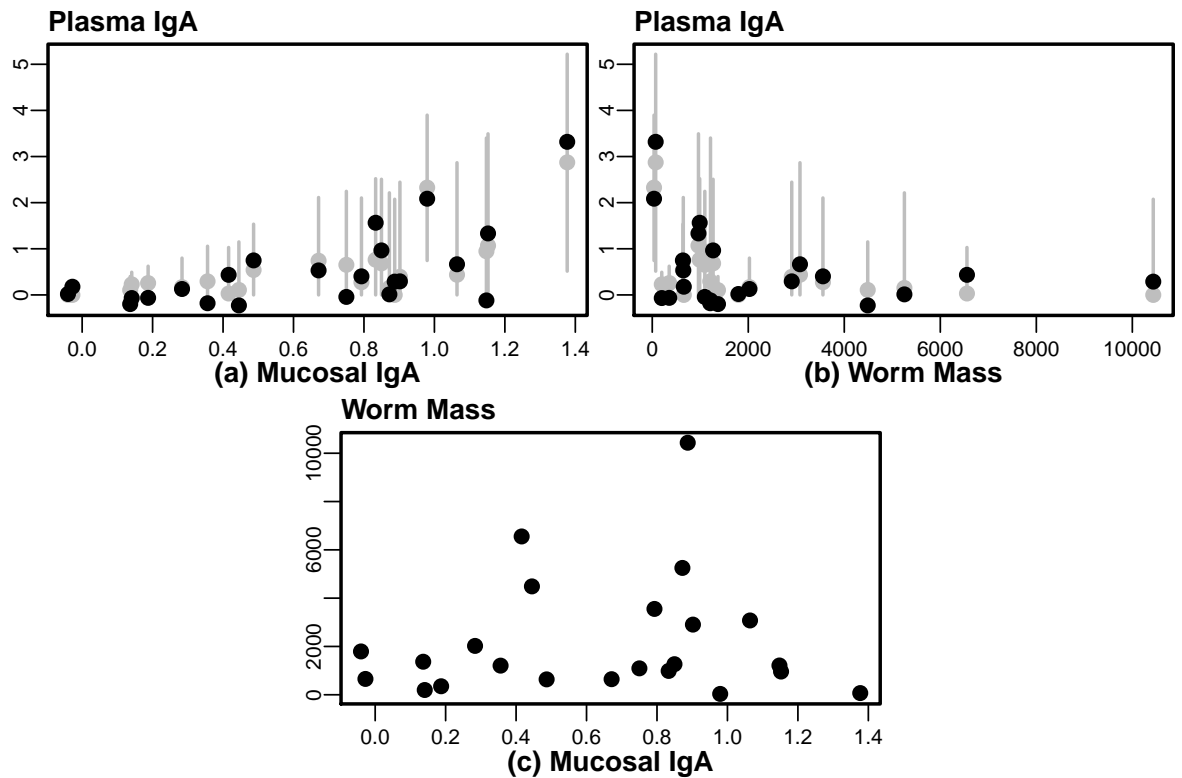 Plasma IgA
0 1 2 3 4 5
0.0 0.2 0.4 0.6 0.8 1.0 1.2 1.4
(a) Mucosal IgA
Plasma IgA
0 1 2 3 4 5
0 2000 4000 6000 8000 10000
(b) Worm Mass
Worm Mass
0 2000 6000 10000
0.0 0.2 0.4 0.6 0.8 1.0 1.2 1.4
(c) Mucosal IgA